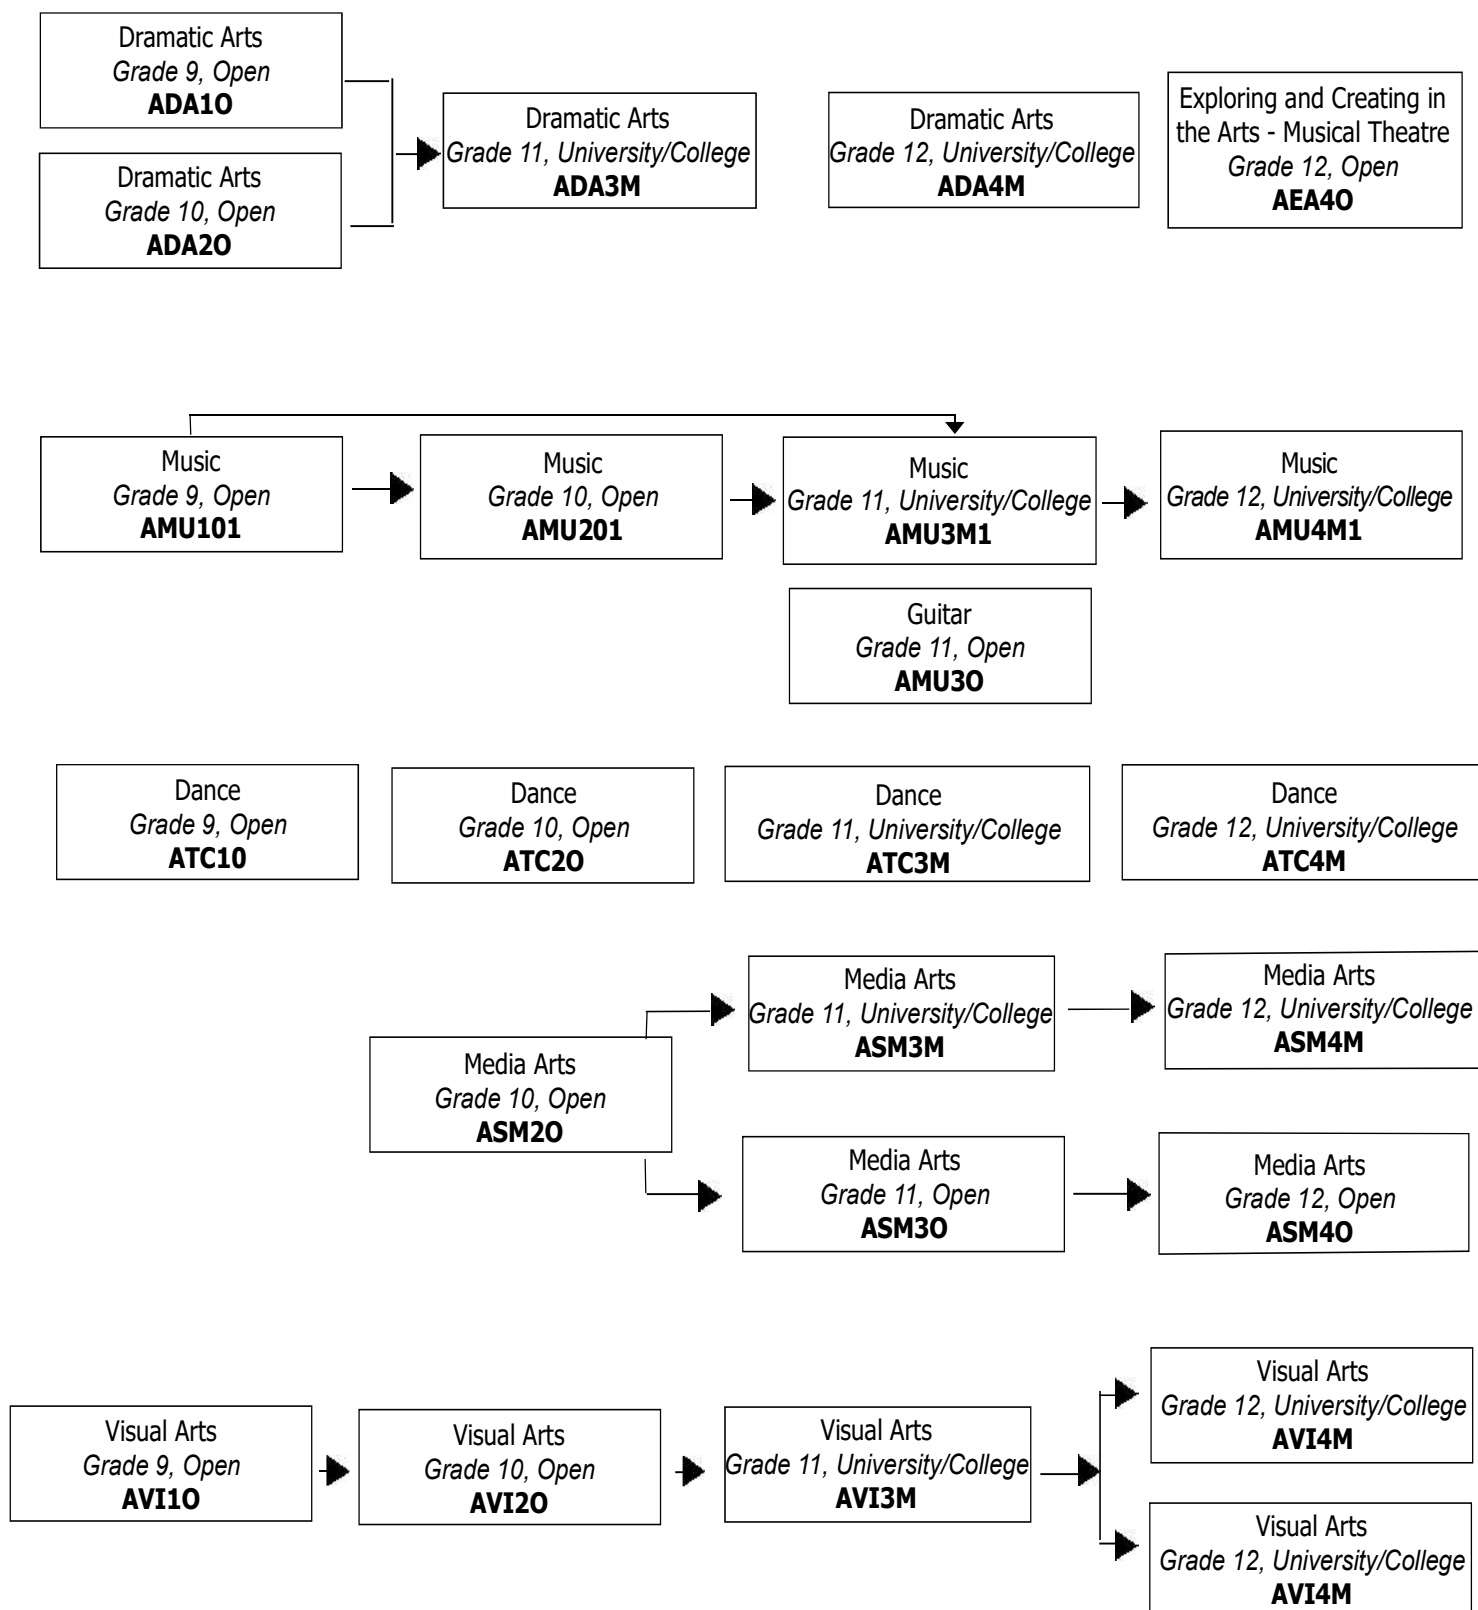 Dramatic Arts
Grade 9, Open
ADA1O
Dramatic Arts
Grade 10, Open
ADA2O
Dramatic Arts
Grade 11, University/College
ADA3M
Dramatic Arts
Grade 12, University/College
ADA4M
Exploring and Creating in
the Arts - Musical Theatre
Grade 12, Open
AEA4O
Music
Grade 9, Open
AMU101
Music
Grade 10, Open
AMU201
Music
Grade 11, University/College
AMU3M1
Music
Grade 12, University/College
AMU4M1
Guitar
Grade 11, Open
AMU3O
Dance
Grade 9, Open
ATC10
Dance
Grade 10, Open
ATC2O
Dance
Grade 11, University/College
ATC3M
Dance
Grade 12, University/College
ATC4M
Media Arts
Grade 10, Open
ASM2O
Media Arts
Grade 11, University/College
ASM3M
Media Arts
Grade 12, University/College
ASM4M
Media Arts
Grade 11, Open
ASM3O
Media Arts
Grade 12, Open
ASM4O
Visual Arts
Grade 9, Open
AVI1O
Visual Arts
Grade 10, Open
AVI2O
Visual Arts
Grade 11, University/College
AVI3M
Visual Arts
Grade 12, University/College
AVI4M
Visual Arts
Grade 12, University/College
AVI4M